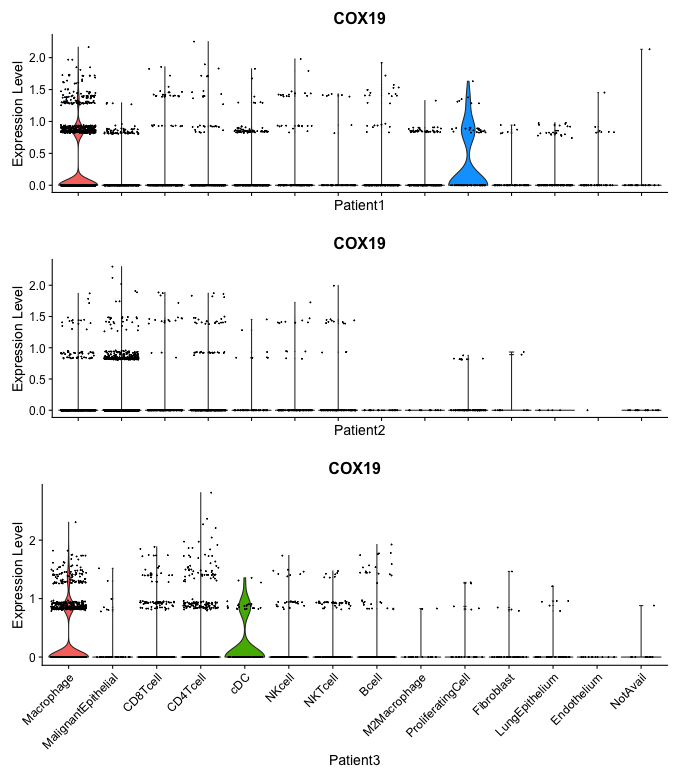 COX19
Expression Level
2.0
1.5
1.0
0.5
0.0
Patient1
COX19
Expression Level
2.0
1.5
1.0
0.5
0.0
Patient2
COX19
Expression Level
2
1
0
Macrophage
MalignantEpithelial
CD8Tcell
CD4Tcell
cDC
NKcell
NKTcell
Bcell
M2Macrophage
ProliferatingCell
Fibroblast
LungEpithelium
Endothelium
NotAvail
Patient3